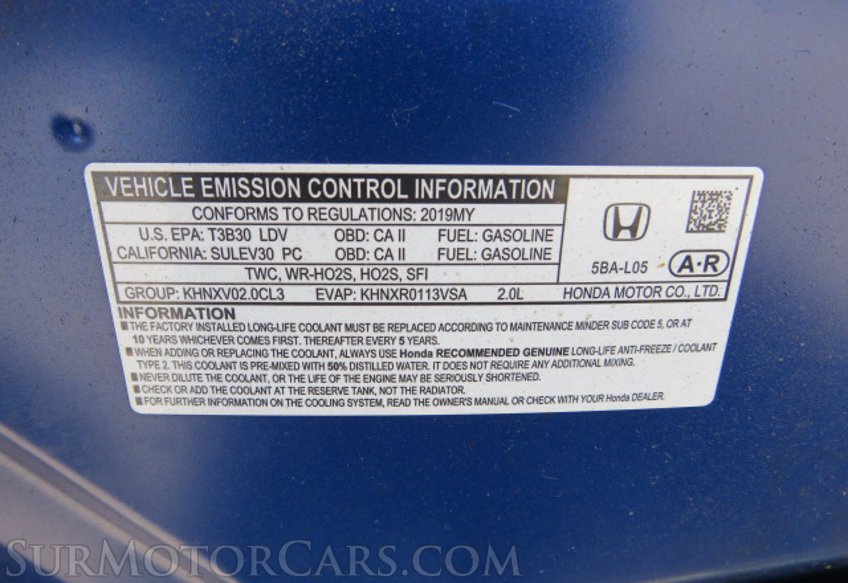 VEHICLE EMISSION CONTROL INFORMATION
CONFORMS TO REGULATIONS: 2019MY
U.S. EPA: T3B30 LDV OBD: CA II FUEL: GASOLINE
CALIFORNIA: SULEV30 PC OBD: CA II FUEL: GASOLINE
TWC, WR-HO2S, HO2S, SFI
5BA-L05 A·R
GROUP: KHNXV02.0CL3 EVAP: KHNXR0113VSA 2.0L HONDA MOTOR CO., LTD.
INFORMATION
■THE FACTORY INSTALLED LONG-LIFE COOLANT MUST BE REPLACED ACCORDING TO MAINTENANCE MINDER SUB CODE 5, OR AT
10 YEARS WHICHEVER COMES FIRST. THEREAFTER EVERY 5 YEARS.
■WHEN ADDING OR REPLACING THE COOLANT, ALWAYS USE Honda RECOMMENDED GENUINE LONG-LIFE ANTI-FREEZE / COOLANT
TYPE 2. THIS COOLANT IS PRE-MIXED WITH 50% DISTILLED WATER. IT DOES NOT REQUIRE ANY ADDITIONAL MIXING.
■NEVER DILUTE THE COOLANT, OR THE LIFE OF THE ENGINE MAY BE SERIOUSLY SHORTENED.
■CHECK OR ADD THE COOLANT AT THE RESERVE TANK, NOT THE RADIATOR.
■FOR FURTHER INFORMATION ON THE COOLING SYSTEM, READ THE OWNER'S MANUAL OR CHECK WITH YOUR Honda DEALER.
SURMOTORCARS.COM